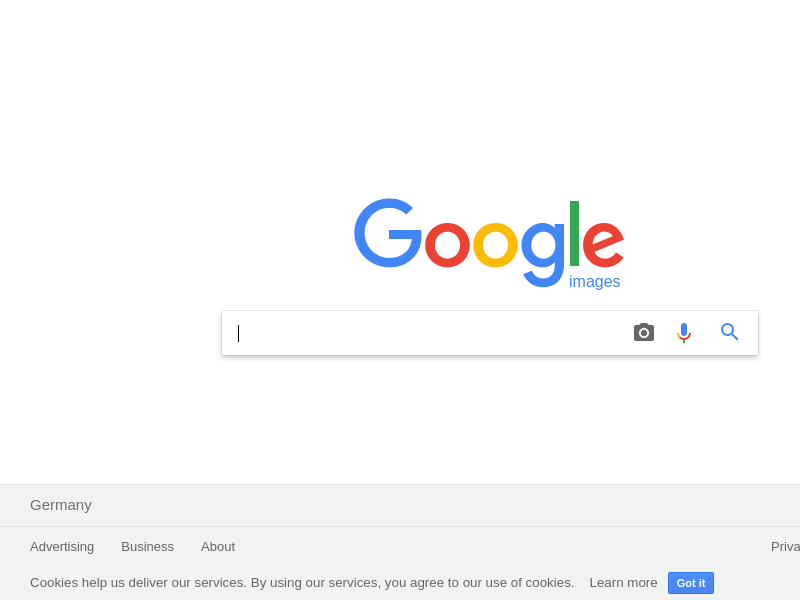 Google
images
Germany
Advertising Business About Priva
Cookies help us deliver our services. By using our services, you agree to our use of cookies. Learn more Got it